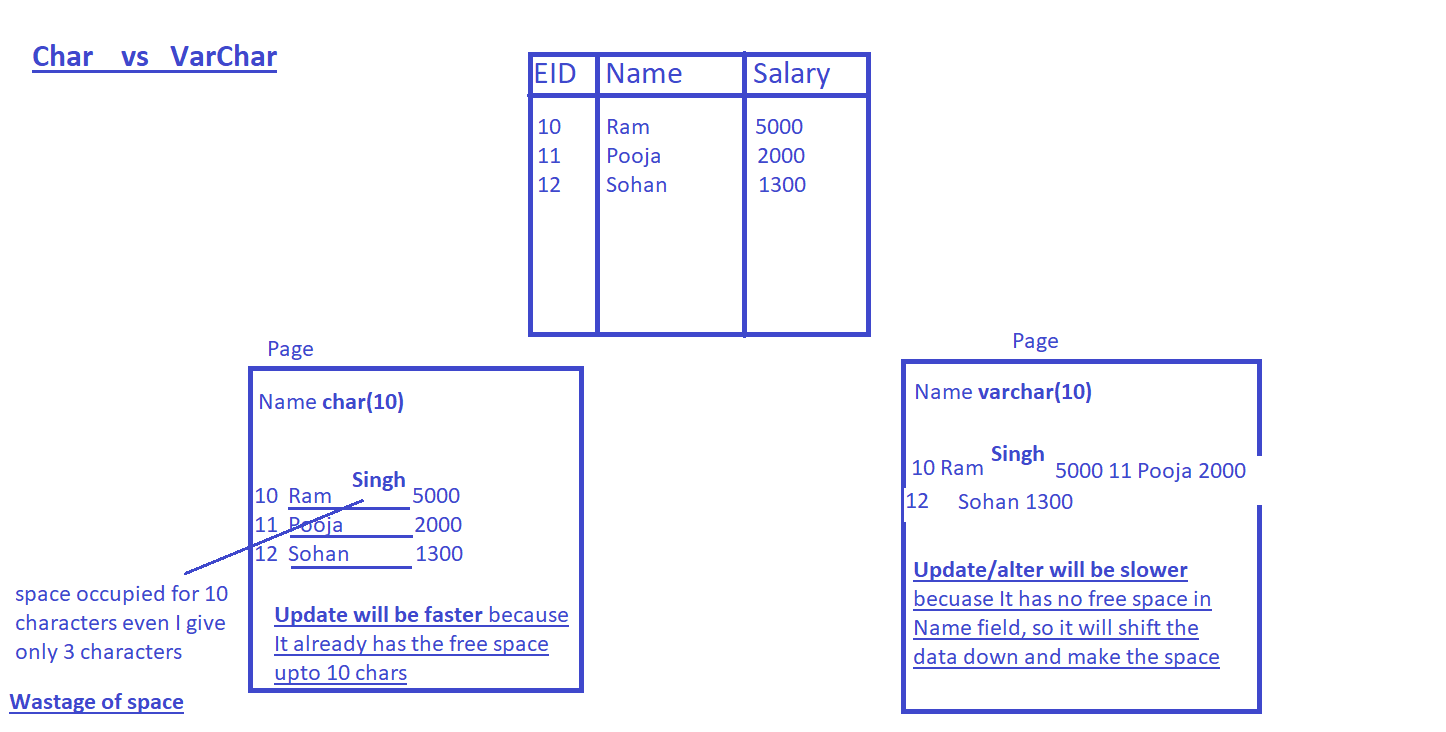 Char vs VarChar
EID Name Salary
10 Ram 5000
11 Pooja 2000
12 Sohan 1300
Page
Name char(10)
Singh
10 Ram 5000
11 Pooja 2000
12 Sohan 1300
space occupied for 10
characters even I give
only 3 characters
Wastage of space
Update will be faster because
It already has the free space
upto 10 chars
Page
Name varchar(10)
Singh
10 Ram 5000 11 Pooja 2000
12 Sohan 1300
Update/alter will be slower
becuase It has no free space in
Name field, so it will shift the
data down and make the space